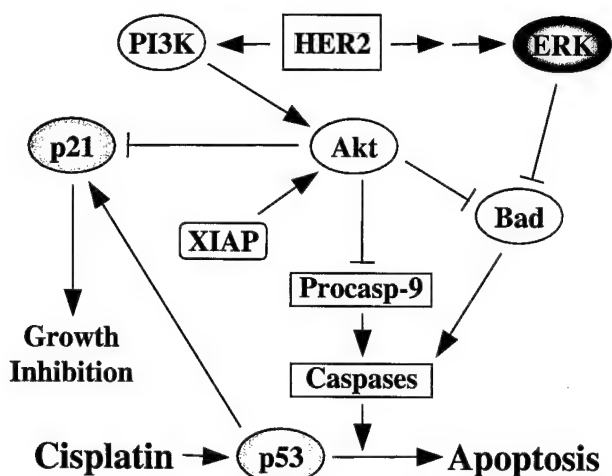 PI3K
HER2
ERK
p21
Akt
Bad
XIAP
Procasp-9
Growth
Inhibition
Caspases
Cisplatin
p53
Apoptosis